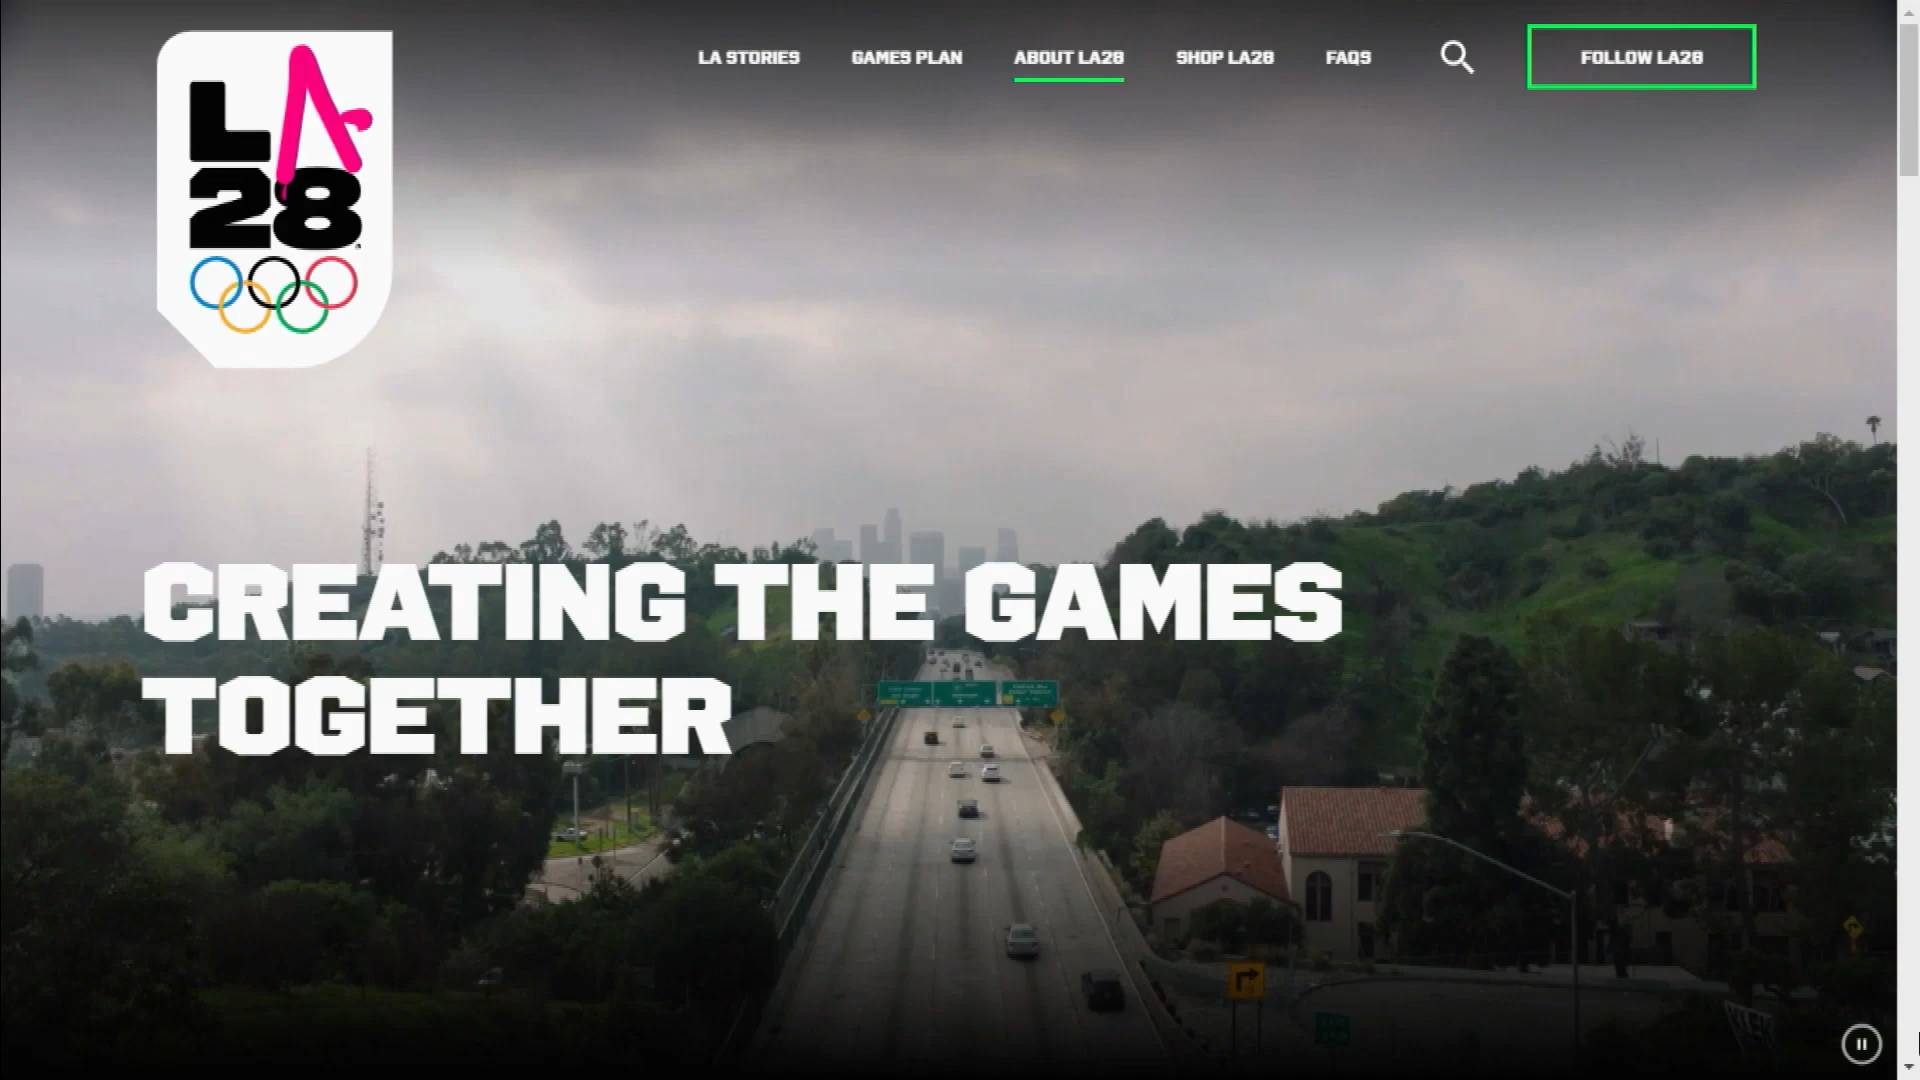 LA
28
LA STORIES
GAMES PLAN
ABOUT LA28
SHOP LA28
FAQS
FOLLOW LA28
CREATING THE GAMES
TOGETHER